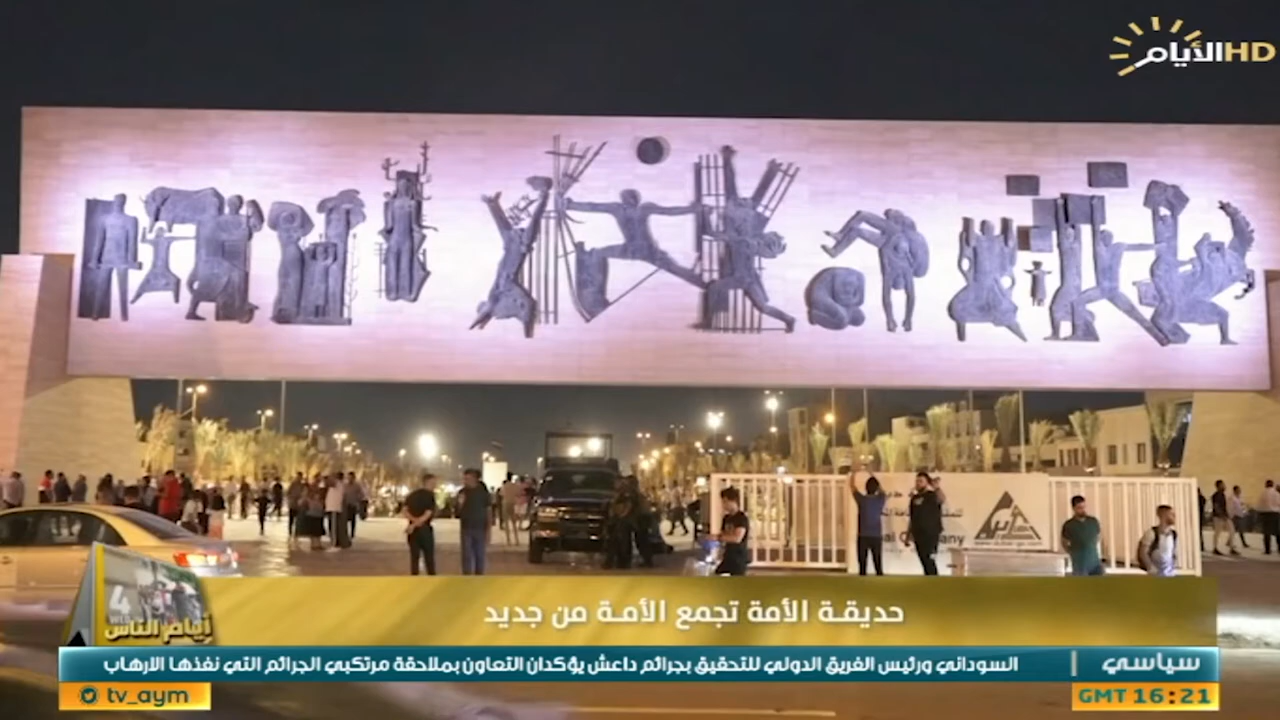 الأيام HD
حديقة الأمة تجمع الأمة من جديد
أيام الناس
سياسي | السوداني ورئيس الفريق الدولي للتحقيق بجرائم داعش يؤكدان التعاون بملاحقة مرتكبي الجرائم التي نفذها الارهاب
tv_aym
GMT 16:21